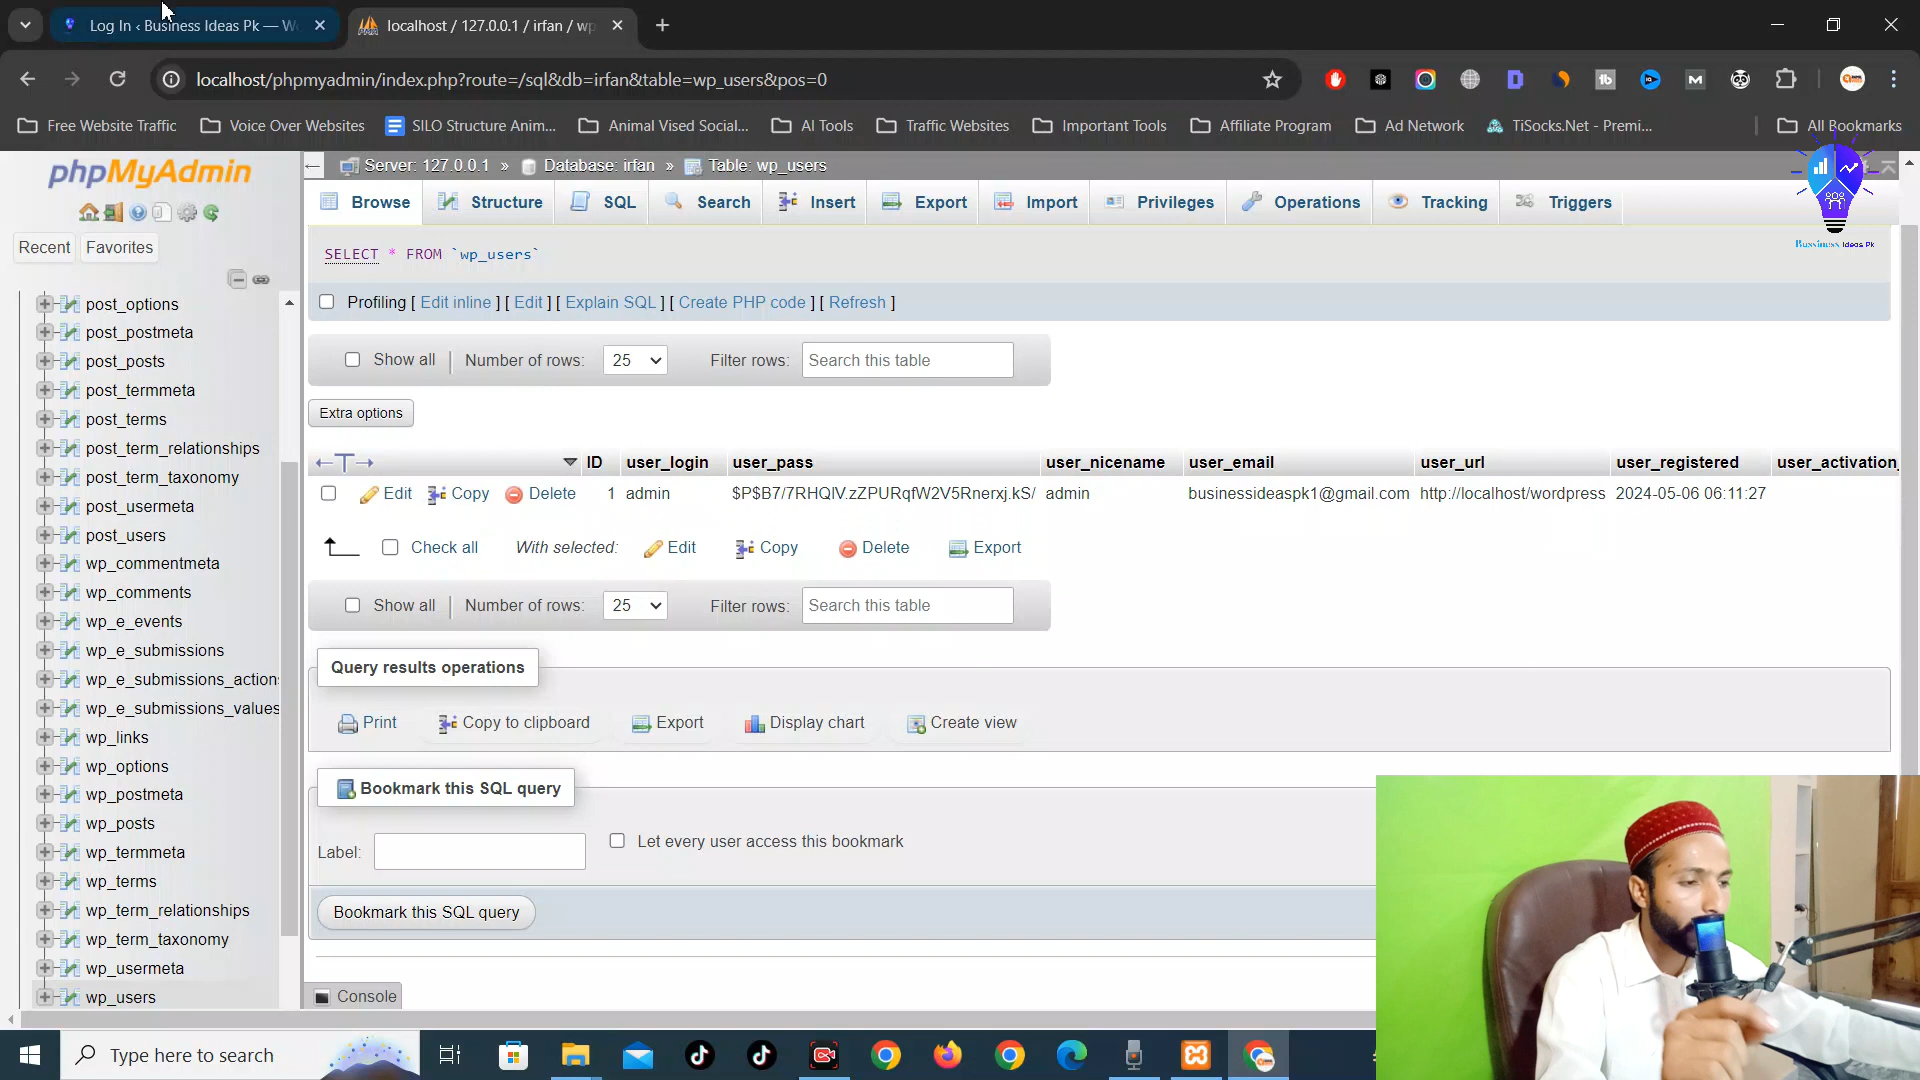 Log In ‹ Business Ideas Pk — W
localhost / 127.0.0.1 / irfan / wp
localhost/phpmyadmin/index.php?route=/sql&db=irfan&table=wp_users&pos=0
Free Website Traffic
Voice Over Websites
SILO Structure Anim...
Animal Vised Social...
AI Tools
Traffic Websites
Important Tools
Affiliate Program
Ad Network
TiSocks.Net - Premi...
All Bookmarks
phpMyAdmin
Server: 127.0.0.1 » Database: irfan » Table: wp_users
Browse
Structure
SQL
Search
Insert
Export
Import
Privileges
Operations
Tracking
Triggers
Bussiness Ideas Pk
Recent
Favorites
post_options
post_postmeta
post_posts
post_termmeta
post_terms
post_term_relationships
post_term_taxonomy
post_usermeta
post_users
wp_commentmeta
wp_comments
wp_e_events
wp_e_submissions
wp_e_submissions_action
wp_e_submissions_values
wp_links
wp_options
wp_postmeta
wp_posts
wp_termmeta
wp_terms
wp_term_relationships
wp_term_taxonomy
wp_usermeta
wp_users
SELECT * FROM `wp_users`
Profiling [ Edit inline ] [ Edit ] [ Explain SQL ] [ Create PHP code ] [ Refresh ]
Show all
Number of rows:
25
Filter rows:
Search this table
Extra options
ID user_login user_pass user_nicename user_email user_url user_registered user_activation_
Edit Copy Delete 1 admin $P$B7/7RHQlV.zZPURqfW2V5Rnerxj.kS/ admin businessideaspk1@gmail.com http://localhost/wordpress 2024-05-06 06:11:27
Check all With selected: Edit Copy Delete Export
Show all
Number of rows:
25
Filter rows:
Search this table
Query results operations
Print
Copy to clipboard
Export
Display chart
Create view
Bookmark this SQL query
Label:
Let every user access this bookmark
Bookmark this SQL query
Console
Type here to search